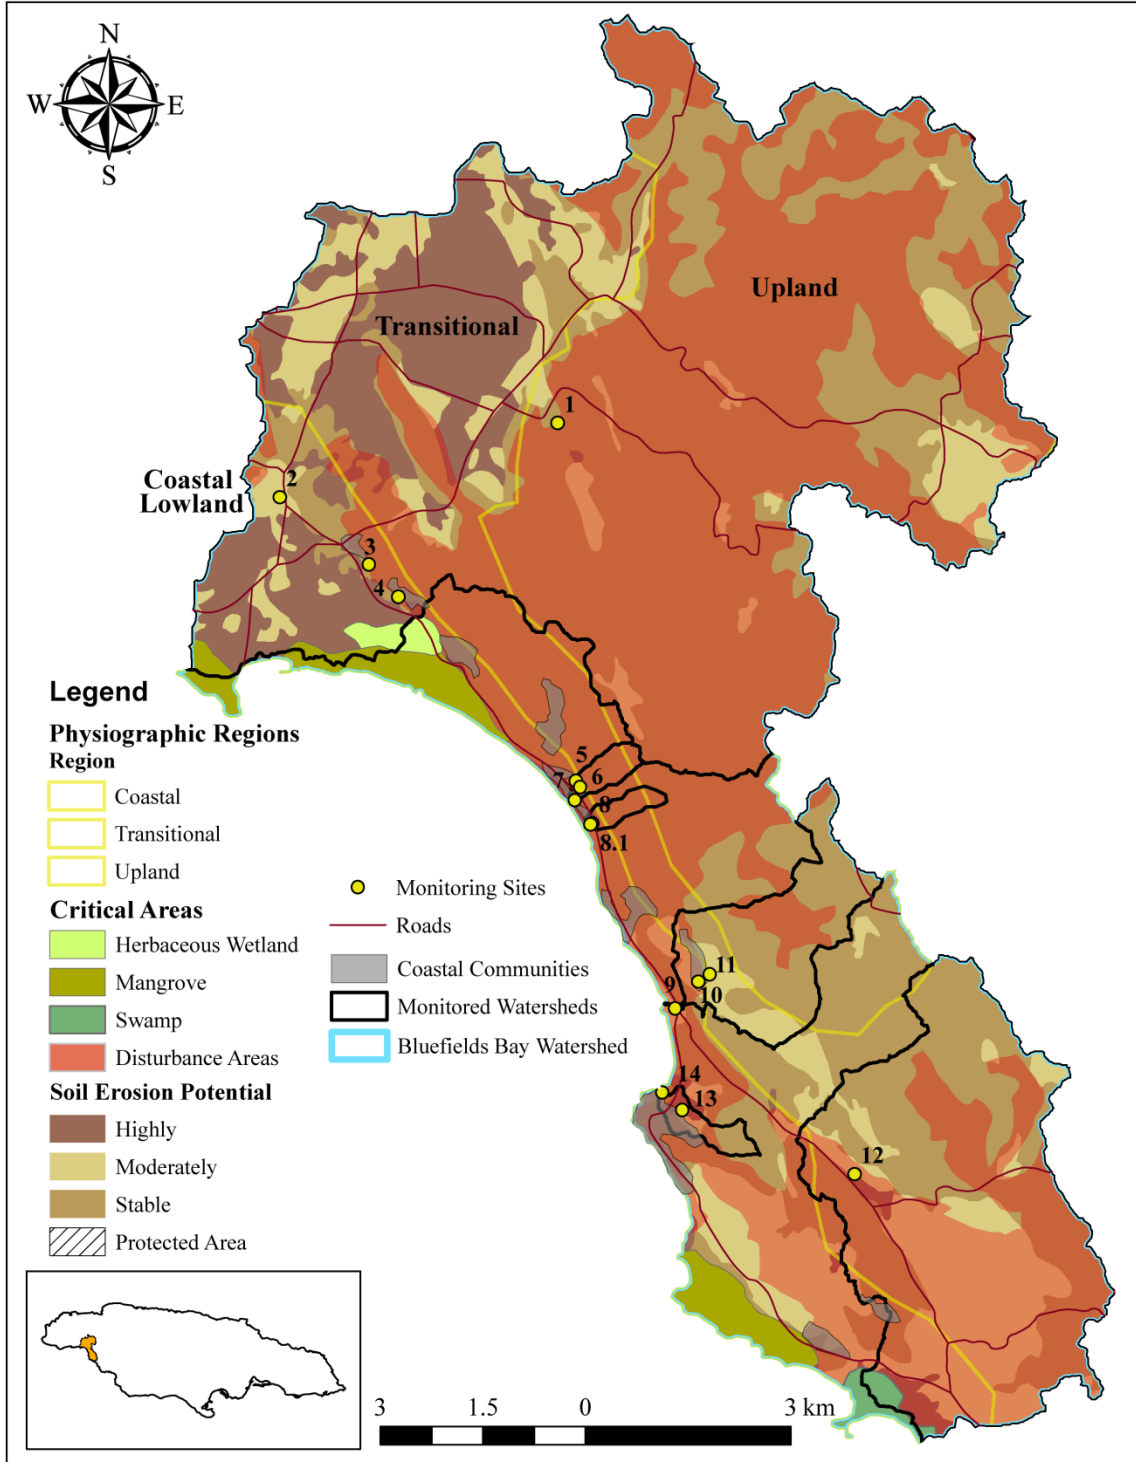 N
W E
S
Upland
Transitional
1
Coastal
Lowland
2
3
4
5
6
7
8
8.1
9
10
11
12
13
14
Legend
Physiographic Regions
Region
Coastal
Transitional
Upland
Critical Areas
Herbaceous Wetland
Mangrove
Swamp
Disturbance Areas
Soil Erosion Potential
Highly
Moderately
Stable
Protected Area
Monitoring Sites
Roads
Coastal Communities
Monitored Watersheds
Bluefields Bay Watershed
3 1.5 0 3 km